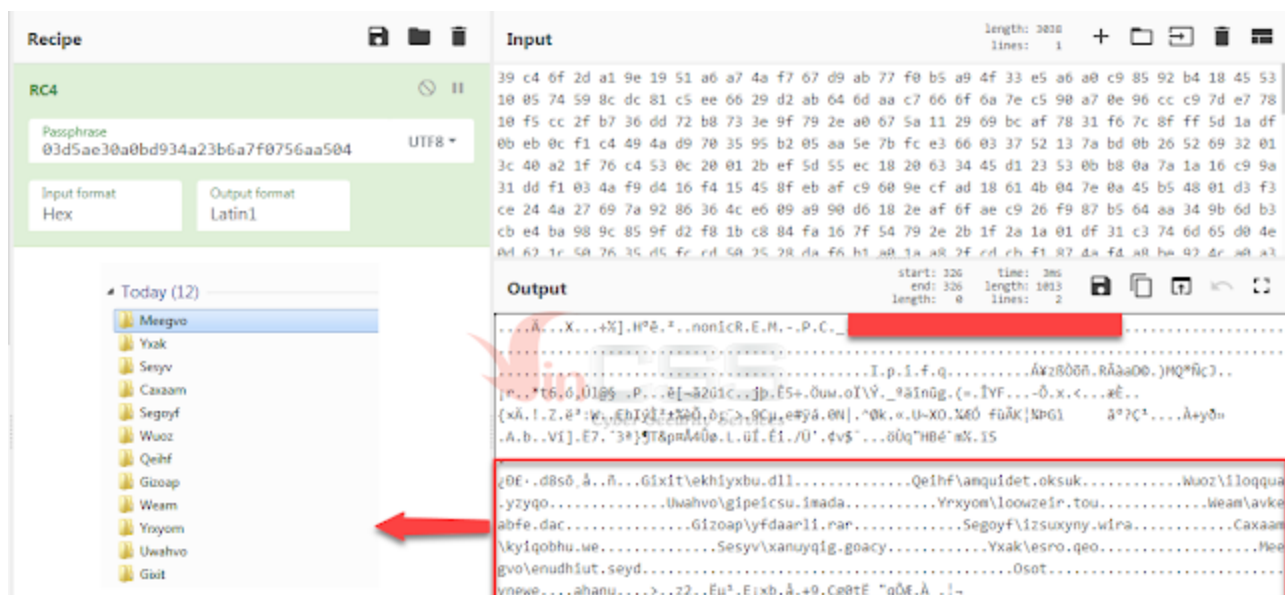 Recipe
RC4
Passphrase
03d5ae30a0bd934a23b6a7f0756aa504
UTF8
Input format
Hex
Output format
Latin1
Today (12)
Meegvo
Yxak
Sesyv
Caxaam
Segoyf
Wuoz
Qeihf
Gizoap
Weam
Yrxyom
Uwahvo
Gixit
Input
length: 3038
lines: 1
39 c4 6f 2d a1 9e 19 51 a6 a7 4a f7 67 d9 ab 77 f0 b5 a9 4f 33 e5 a6 a0 c9 85 92 b4 18 45 53
10 05 74 59 8c dc 81 c5 ee 66 29 d2 ab 64 6d aa c7 66 6f 6a 7e c5 90 a7 0e 96 cc c9 7d e7 78
10 f5 cc 2f b7 36 dd 72 b8 73 3e 9f 79 2e a0 67 5a 11 29 69 bc af 78 31 f6 7c 8f ff 5d 1a df
0b eb 0c f1 c4 49 4a d9 70 35 95 b2 05 aa 5e 7b fc e3 66 03 37 52 13 7a bd 0b 26 52 69 32 01
3c 40 a2 1f 76 c4 53 0c 20 01 2b ef 5d 55 ec 18 20 63 34 45 d1 23 53 0b b8 0a 7a 1a 16 c9 9a
31 dd f1 03 4a f9 d4 16 f4 15 45 8f eb af c9 60 9e cf ad 18 61 4b 04 7e 0a 45 b5 48 01 d3 f3
ce 24 4a 27 69 7a 92 86 36 4c e6 09 a9 90 d6 18 2e af 6f ae c9 26 f9 87 b5 64 aa 34 9b 6d b3
cb e4 ba 98 9c 85 9f d2 f8 1b c8 84 fa 16 7f 54 79 2e 2b 1f 2a 1a 01 df 31 c3 74 6d 65 d0 4e
Output
start: 326
end: 326
length: 0
time: 3ms
length: 1013
lines: 2
nonicR.E.M.-.P.C._
I.p.i.f.q
Gixit\ekhiyxbu.dll.............Qeihf\amquidet.oksuk............Wuoz\iloqqua
.yzyqo..............Uwahvo\gipeicsu.imada.............Yrxyom\loowzeir.tou...............Weam\avke
abfe.dac.................Gizoap\yfdaarli.rar..................Segoyf\izsuxyny.wira..............Caxaam
\kyiqobhu.we..................Sesyv\xanuyqig.goacy.............Yxak\esro.qeo....................Mee
gvo\enudhiut.seyd..........................Osot
ynewe....ahanu
inCSS
Cyber Security Services